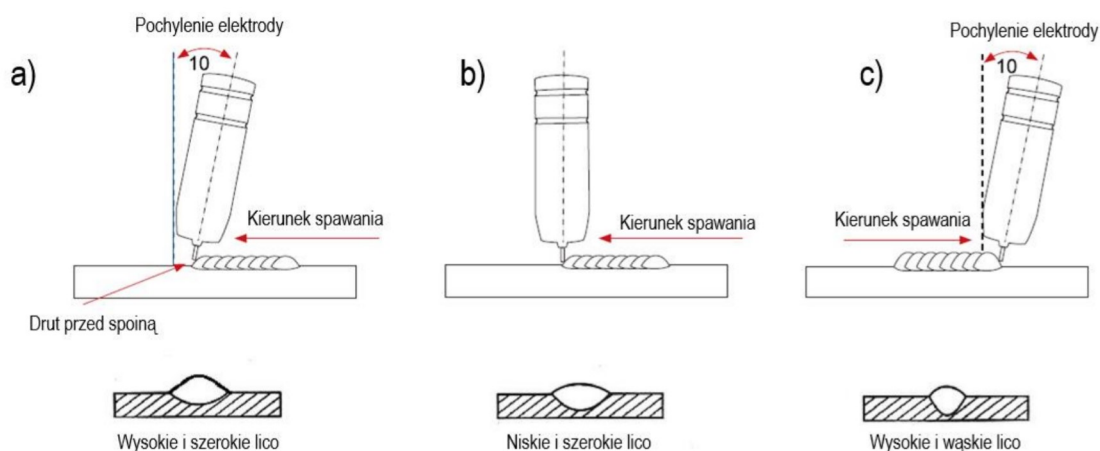 Pochylenie elektrody
10
a)
Kierunek spawania
Drut przed spoiną
Wysokie i szerokie lico
b)
Kierunek spawania
Niskie i szerokie lico
Pochylenie elektrody
10
c)
Kierunek spawania
Wysokie i wąskie lico